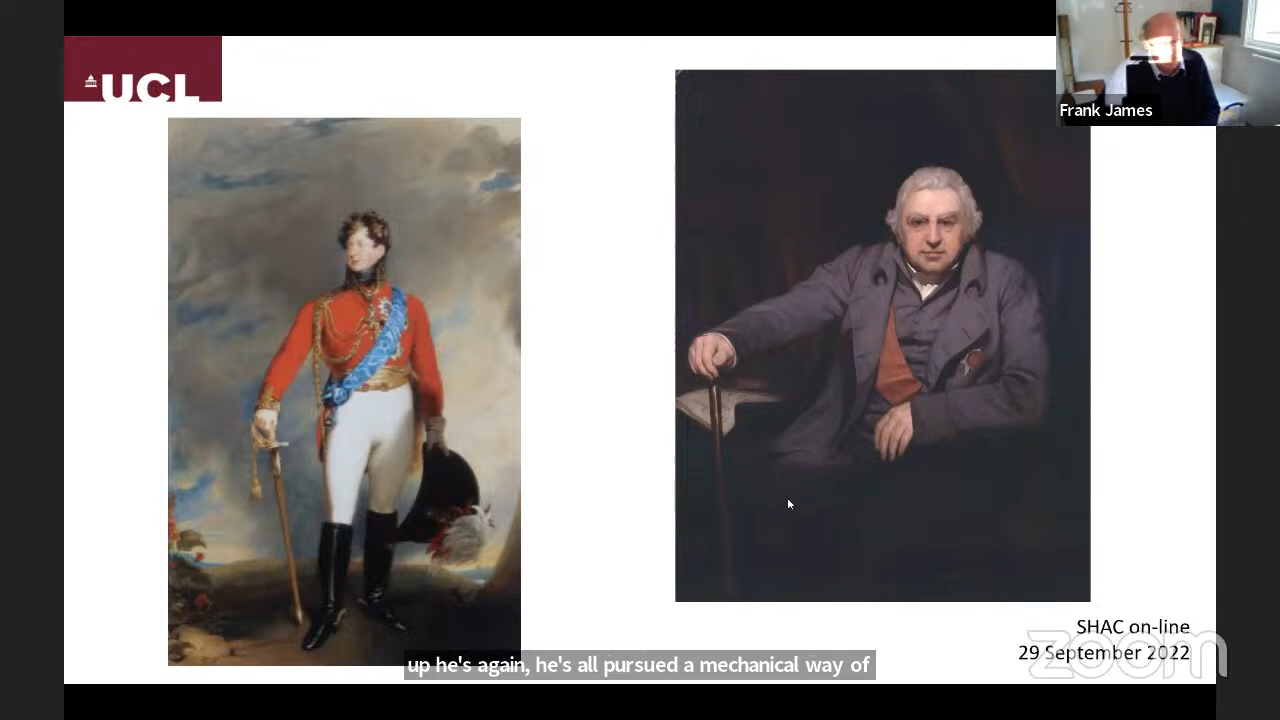 UCL
Frank James
SHAC on-line
29 September 2022
zoom
up he's again, he's all pursued a mechanical way of